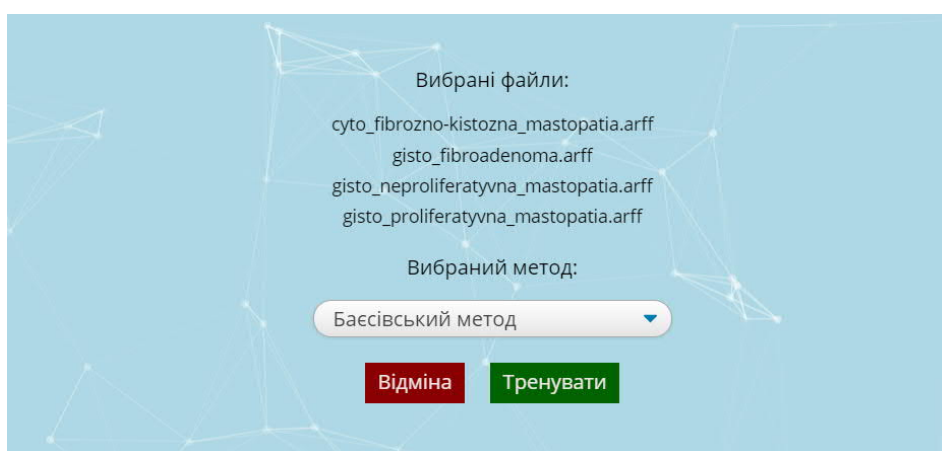 Вибрані файли:
cyto_fibrozno-kistozna_mastopatia.arff
gisto_fibroadenoma.arff
gisto_neproliferatyvna_mastopatia.arff
gisto_proliferatyvna_mastopatia.arff
Вибраний метод:
Баєсівський метод
Відміна Тренувати